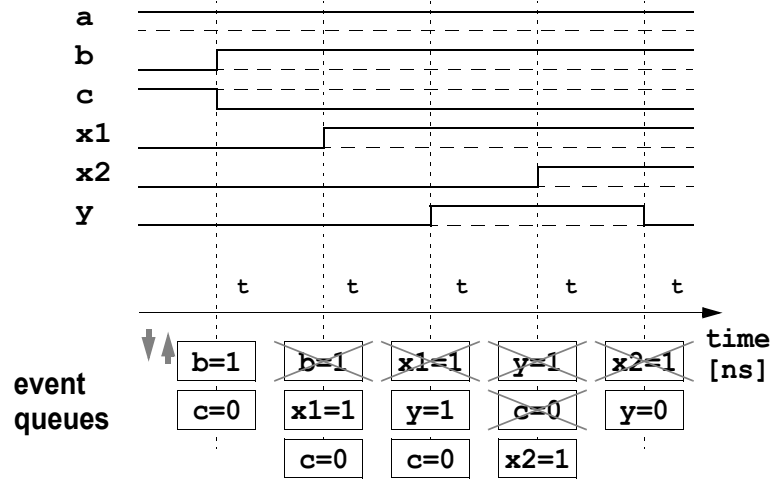 a
b
c
x1
x2
y
t t t t t
time
[ns]
b=1 b=1 x1=1 y=1 x2=1
event
queues
c=0 x1=1 y=1 c=0 y=0
c=0 c=0 x2=1